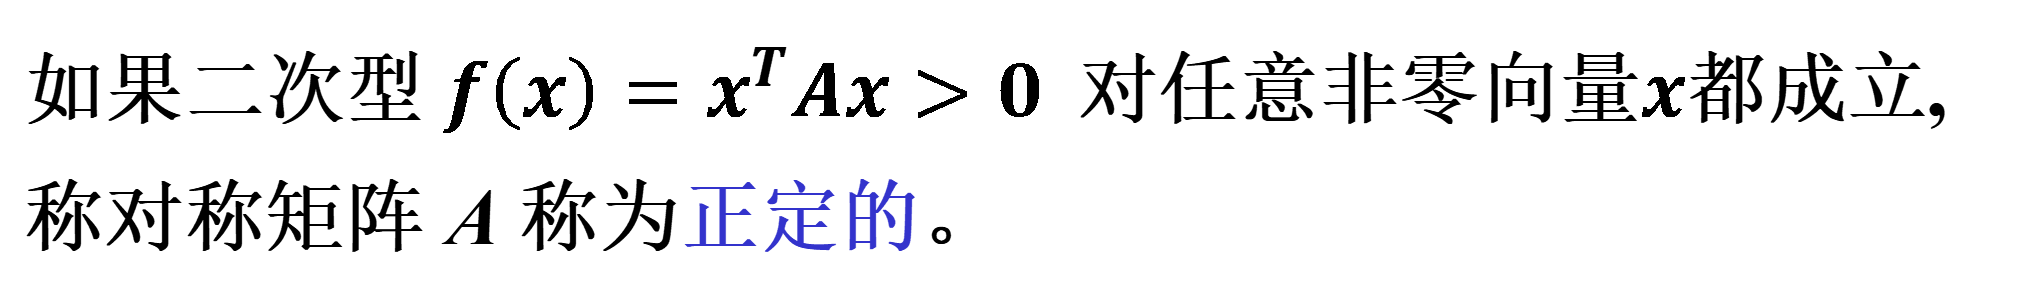 如果二次型 f(x) = x^T Ax > 0 对任意非零向量x都成立,
称对称矩阵 A 称为正定的。